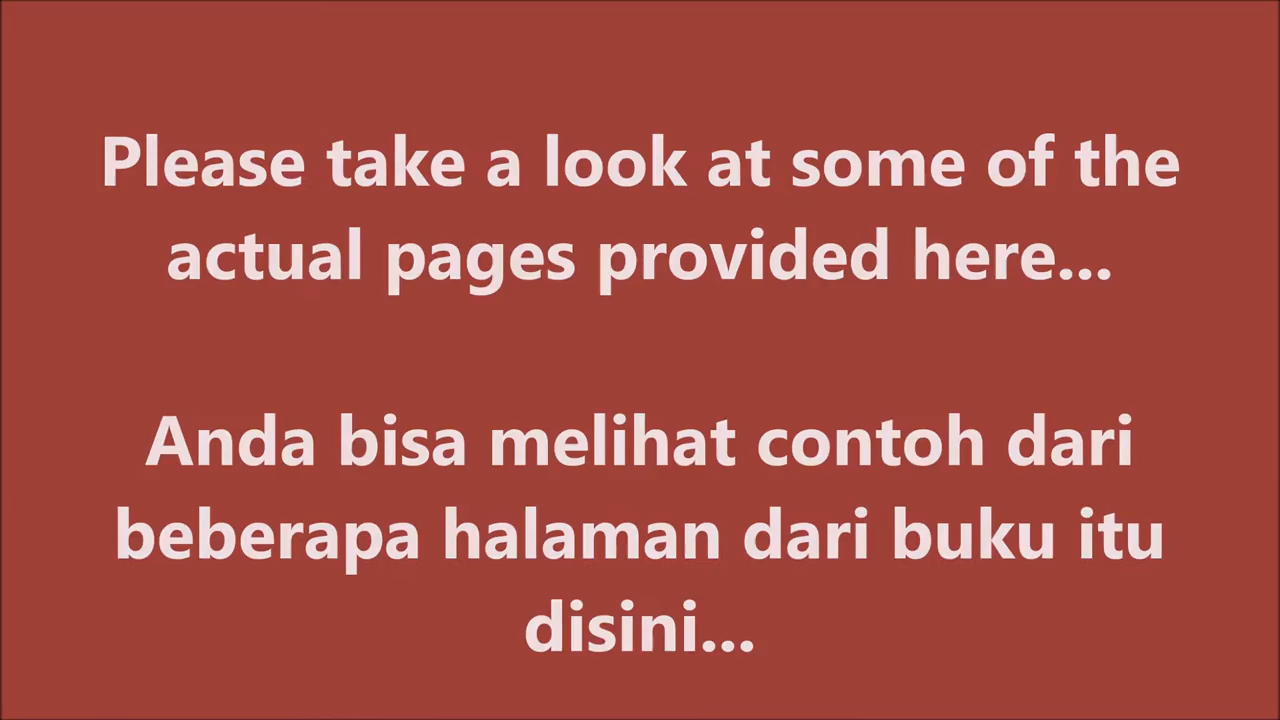 Please take a look at some of the
actual pages provided here...
Anda bisa melihat contoh dari
beberapa halaman dari buku itu
disini...